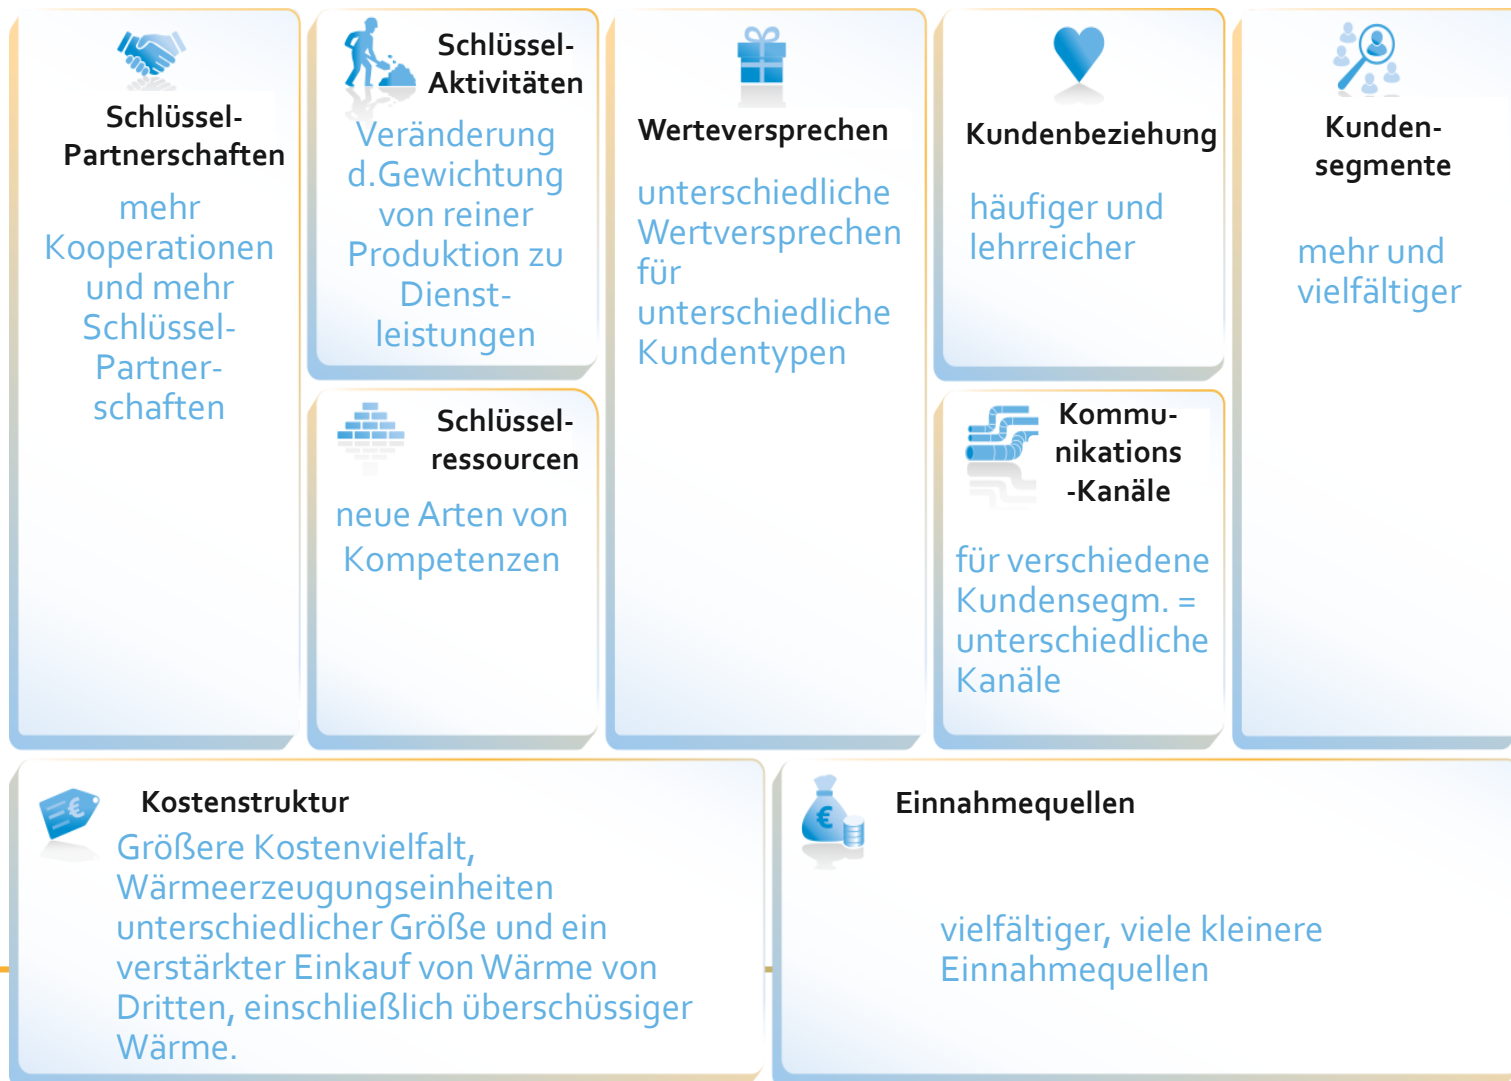 Schlüssel-
Partnerschaften
mehr
Kooperationen
und mehr
Schlüssel-
Partner-
schaften
Schlüssel-
Aktivitäten
Veränderung
d.Gewichtung
von reiner
Produktion zu
Dienst-
leistungen
Schlüssel-
ressourcen
neue Arten von
Kompetenzen
Werteversprechen
unterschiedliche
Wertversprechen
für
unterschiedliche
Kundentypen
Kundenbeziehung
häufiger und
lehrreicher
Kommu-
nikations
-Kanäle
für verschiedene
Kundensegm. =
unterschiedliche
Kanäle
Kunden-
segmente
mehr und
vielfältiger
€
Kostenstruktur
Größere Kostenvielfalt,
Wärmeerzeugungseinheiten
unterschiedlicher Größe und ein
verstärkter Einkauf von Wärme von
Dritten, einschließlich überschüssiger
Wärme.
€
Einnahmequellen
vielfältiger, viele kleinere
Einnahmequellen